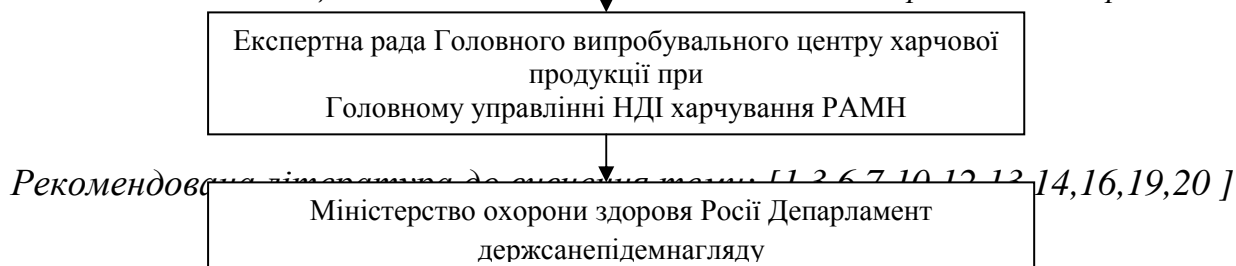 Експертна рада Головного випробувального центру харчової
продукції при
Головному управлінні НДІ харчування РАМН
Рекомендована література до вивчення теми: [1,3,6,7,10,12,13,14,16,19,20 ]
Міністерство охорони здоровя Росії Депарламент
держсанепідемнагляду